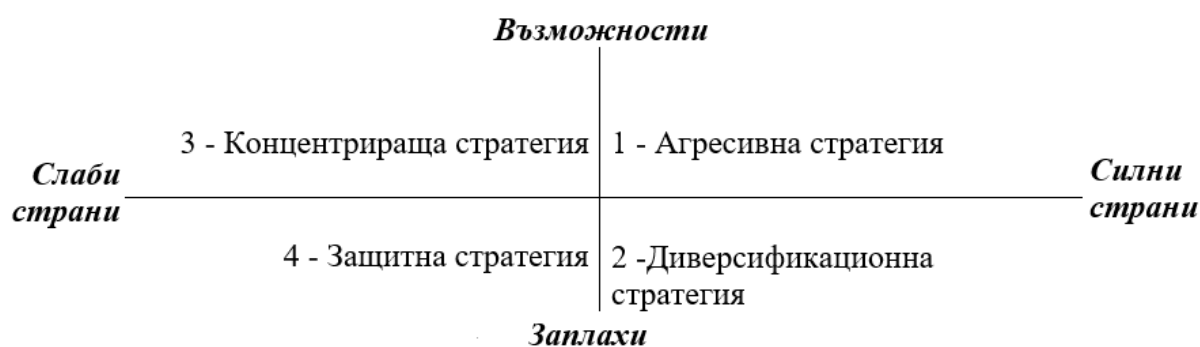 Възможности
3 - Концентрираща стратегия
1 - Агресивна стратегия
Слаби
страни
Силни
страни
4 - Защитна стратегия
2 -Диверсификационна
стратегия
Заплахи